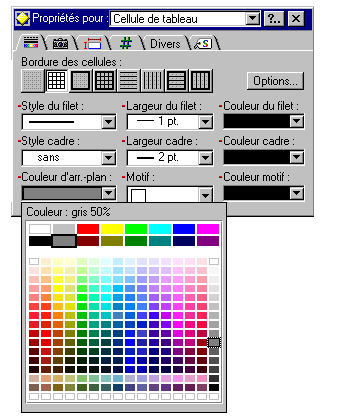 Propriétés pour : Cellule de tableau ?..
# Divers S
Bordure des cellules :
Options...
Style du filet : Largeur du filet : Couleur du filet :
1 pt.
Style cadre : Largeur cadre : Couleur cadre :
sans 2 pt.
Couleur d'arr.-plan : Motif : Couleur motif :
Couleur : gris 50%